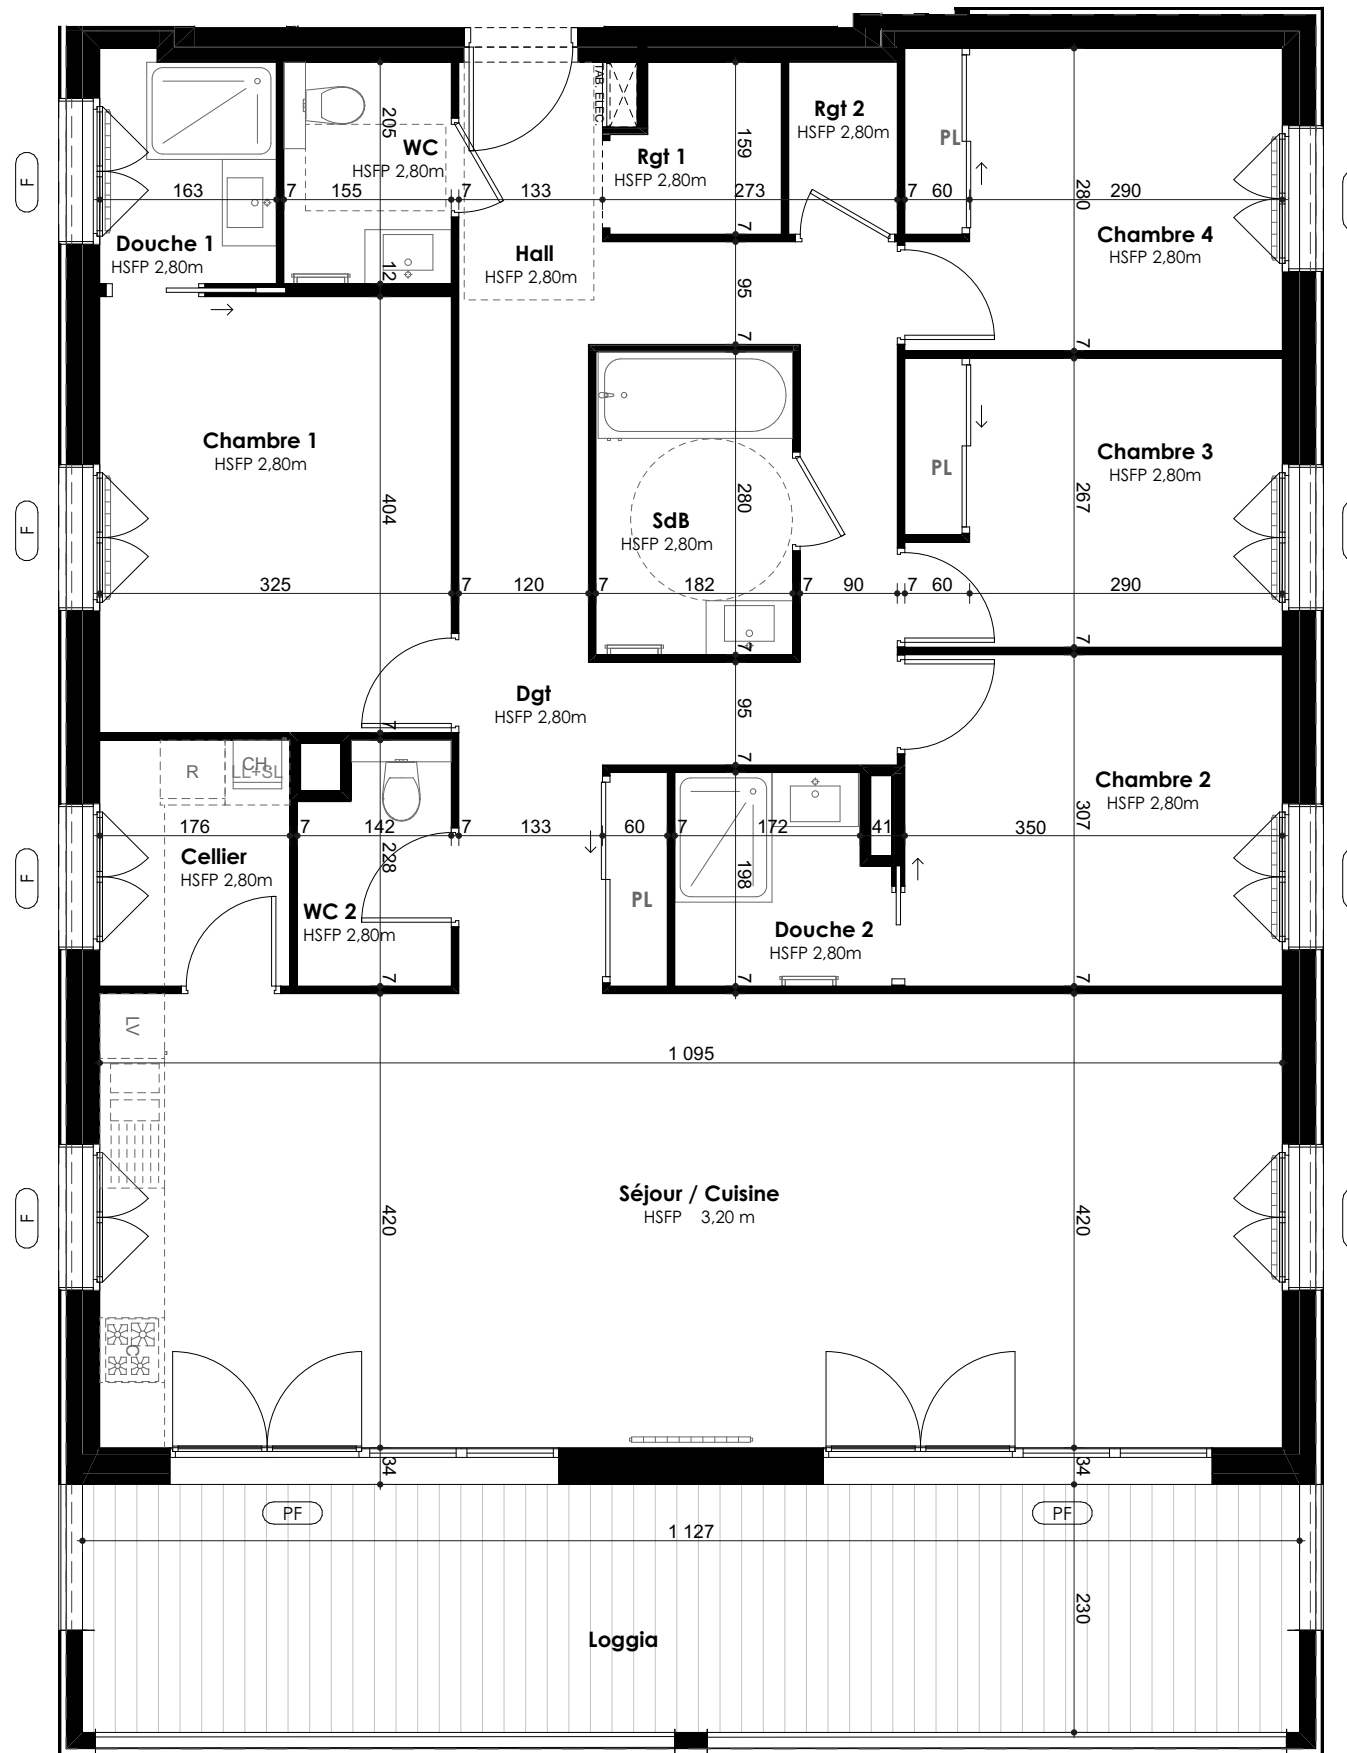 TAB. ELEC.
205
WC
HSFP 2,80m
159
Rgt 1
HSFP 2,80m
Rgt 2
HSFP 2,80m
PL
280
F
163
7
155
7
133
273
7
60
290
Douche 1
HSFP 2,80m
Hall
HSFP 2,80m
7
Chambre 4
HSFP 2,80m
12
95
7
7
Chambre 1
HSFP 2,80m
PL
Chambre 3
HSFP 2,80m
F
404
280
267
SdB
HSFP 2,80m
325
7
120
7
182
7
90
7
60
290
7
7
Dgt
HSFP 2,80m
95
7
7
R
CH
LL+SL
Chambre 2
HSFP 2,80m
307
176
7
142
7
133
60
7
172
41
350
F
Cellier
HSFP 2,80m
228
198
PL
WC 2
HSFP 2,80m
Douche 2
HSFP 2,80m
7
7
7
LV
1 095
F
Séjour / Cuisine
HSFP 3,20 m
420
420
C
34
34
PF
PF
1 127
230
Loggia